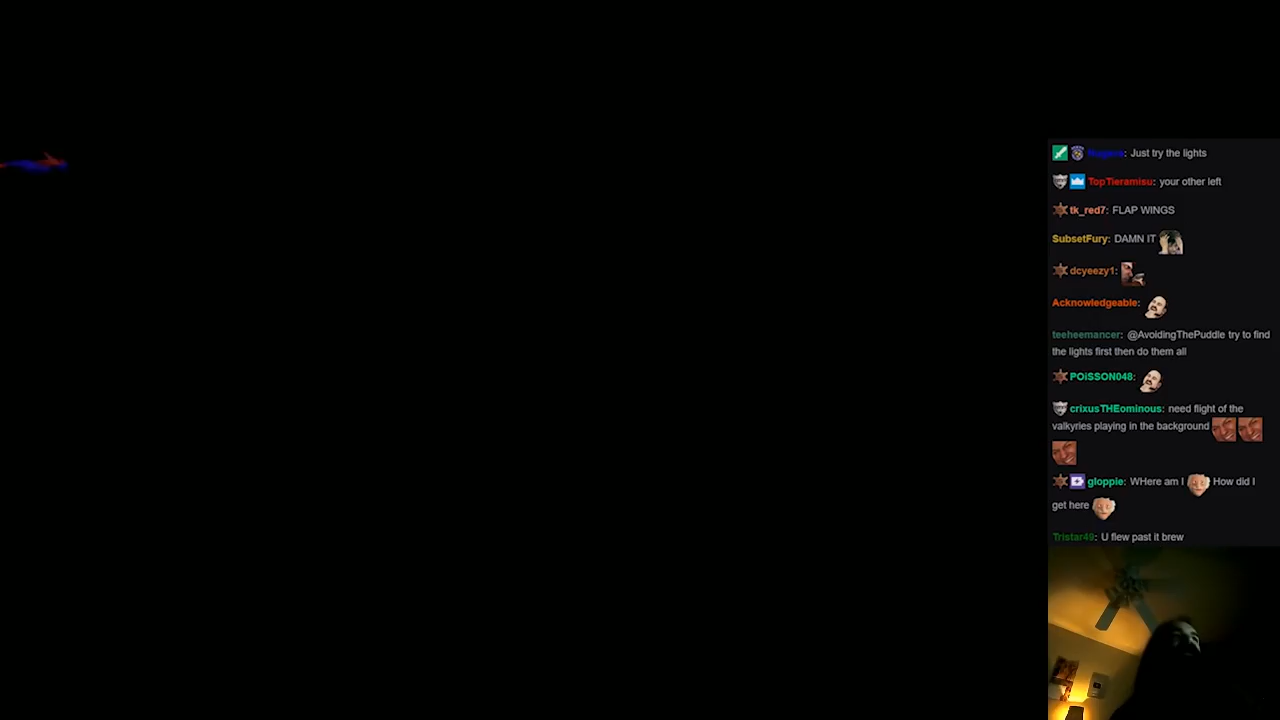 : Just try the lights
TopTieramisu: your other left
tk_red7: FLAP WINGS
SubsetFury: DAMN IT
dcyeezy1:
Acknowledgeable:
teeheemancer: @AvoidingThePuddle try to find
the lights first then do them all
POiSSON048:
crixusTHEominous: need flight of the
valkyries playing in the background
gloppie: WHere am I How did I
get here
Tristar49: U flew past it brew